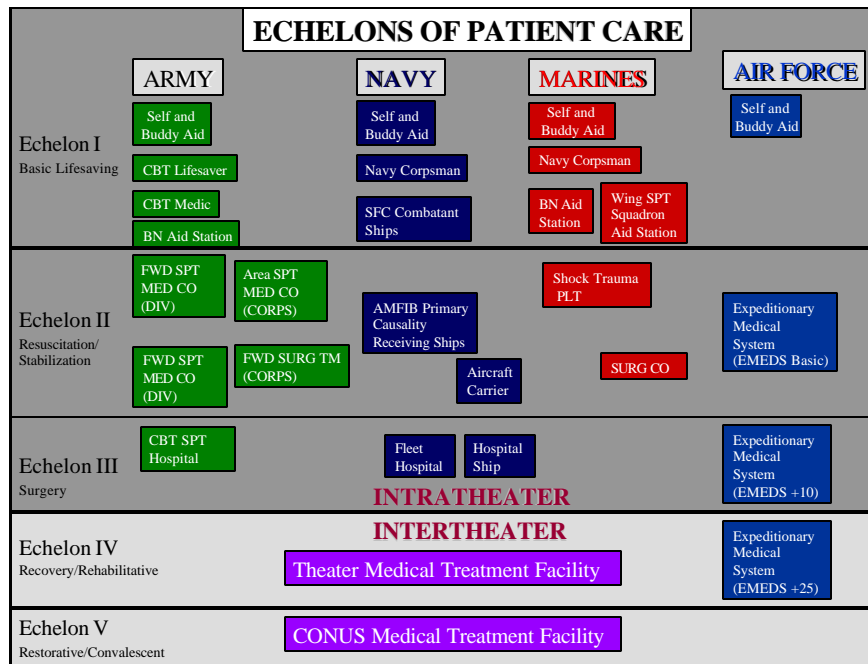 ECHELONS OF PATIENT CARE
ARMY
NAVY
MARINES
AIR FORCE
Echelon I
Basic Lifesaving
Self and
Buddy Aid
CBT Lifesaver
CBT Medic
BN Aid Station
Self and
Buddy Aid
Navy Corpsman
SFC Combatant
Ships
Self and
Buddy Aid
Navy Corpsman
BN Aid
Station
Wing SPT
Squadron
Aid Station
Self and
Buddy Aid
Echelon II
Resuscitation/
Stabilization
FWD SPT
MED CO
(DIV)
Area SPT
MED CO
(CORPS)
FWD SPT
MED CO
(DIV)
FWD SURG TM
(CORPS)
AMFIB Primary
Causality
Receiving Ships
Aircraft
Carrier
Shock Trauma
PLT
SURG CO
Expeditionary
Medical
System
(EMEDS Basic)
Echelon III
Surgery
CBT SPT
Hospital
Fleet
Hospital
Hospital
Ship
Expeditionary
Medical
System
(EMEDS +10)
INTRATHEATER
INTERTHEATER
Echelon IV
Recovery/Rehabilitative
Theater Medical Treatment Facility
Expeditionary
Medical
System
(EMEDS +25)
Echelon V
Restorative/Convalescent
CONUS Medical Treatment Facility